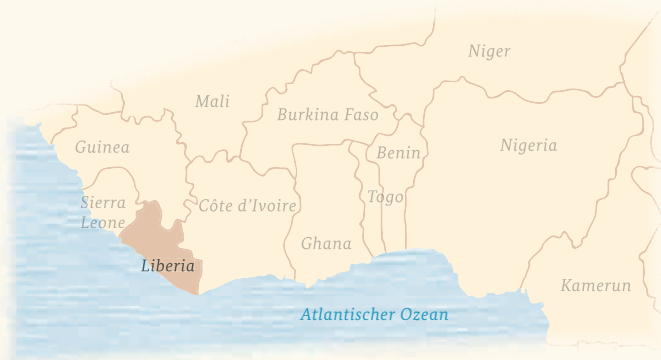 Niger
Mali
Burkina Faso
Guinea
Benin
Nigeria
Togo
Sierra
Leone
Côte d'Ivoire
Ghana
Liberia
Kamerun
Atlantischer Ozean